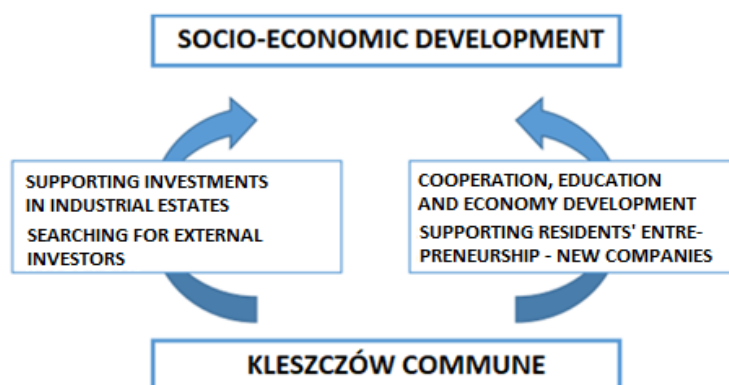 SOCIO-ECONOMIC DEVELOPMENT
SUPPORTING INVESTMENTS
IN INDUSTRIAL ESTATES
SEARCHING FOR EXTERNAL
INVESTORS
COOPERATION, EDUCATION
AND ECONOMY DEVELOPMENT
SUPPORTING RESIDENTS' ENTRE-
PRENEURSHIP - NEW COMPANIES
KLESZCZÓW COMMUNE